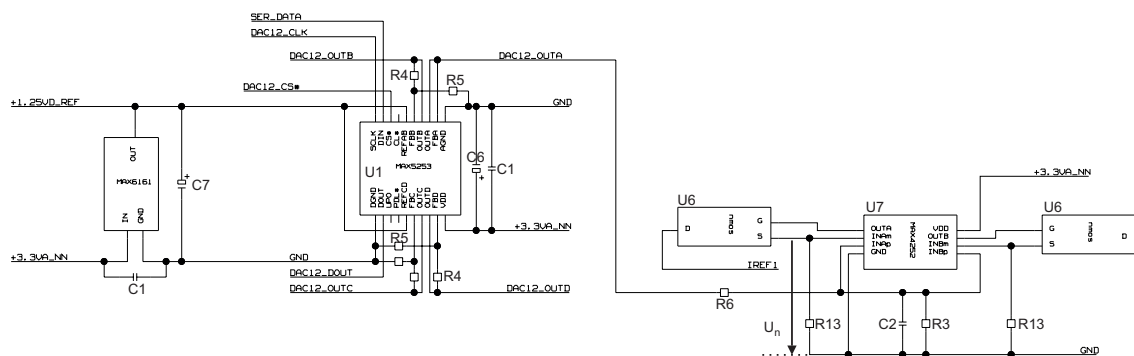 SER_DATA
DAC12_CLK
DAC12_OUTB
DAC12_OUTA
R4
R5
DAC12_CS*
+1.25VD_REF
GND
SCLK
DIN
CS*
CL*
REFAB
FBB
OUTB
OUTA
FBA
AGND
OUT
MAX6161
IN
GND
C7
+
U1
MAX5253
C6
+
C1
DGND
DOUT
UPO
PDL*
REFCD
FBC
OUTC
OUTD
FBD
VDD
+3.3VA_NN
+3.3VA_NN
R5
GND
+3.3VA_NN
C1
DAC12_DOUT
R4
DAC12_OUTC
DAC12_OUTD
U6
D
nmos
G
S
IREF1
U7
OUTA
INAm
INAp
GND
MAX4252
VDD
OUTB
INBm
INBp
U6
G
S
nmos
D
R6
Un
R13
C2
R3
R13
GND